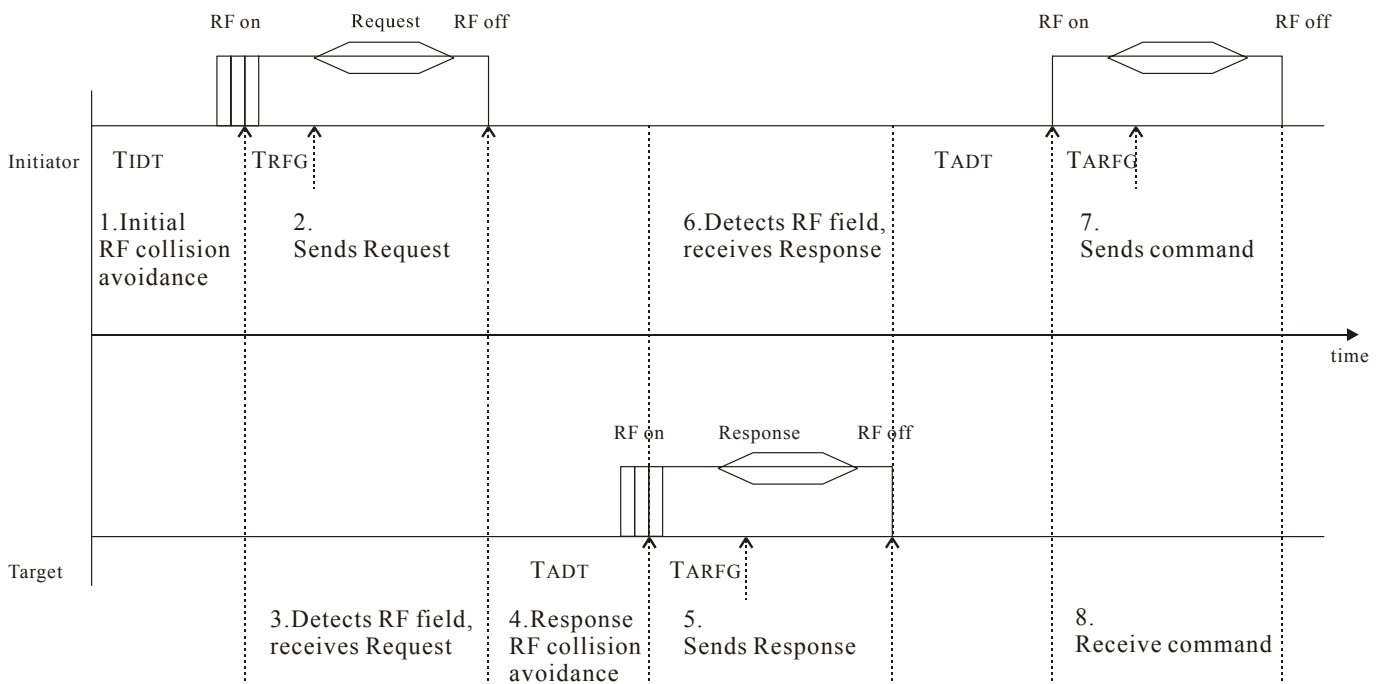 RF on Request RF off RF on RF off
Initiator TIDT TRFG TADT TARFG
1.Initial
RF collision
avoidance
2.
Sends Request
6.Detects RF field,
receives Response
7.
Sends command
time
RF on Response RF off
Target TADT TARFG
3.Detects RF field,
receives Request
4.Response
RF collision
avoidance
5.
Sends Response
8.
Receive command